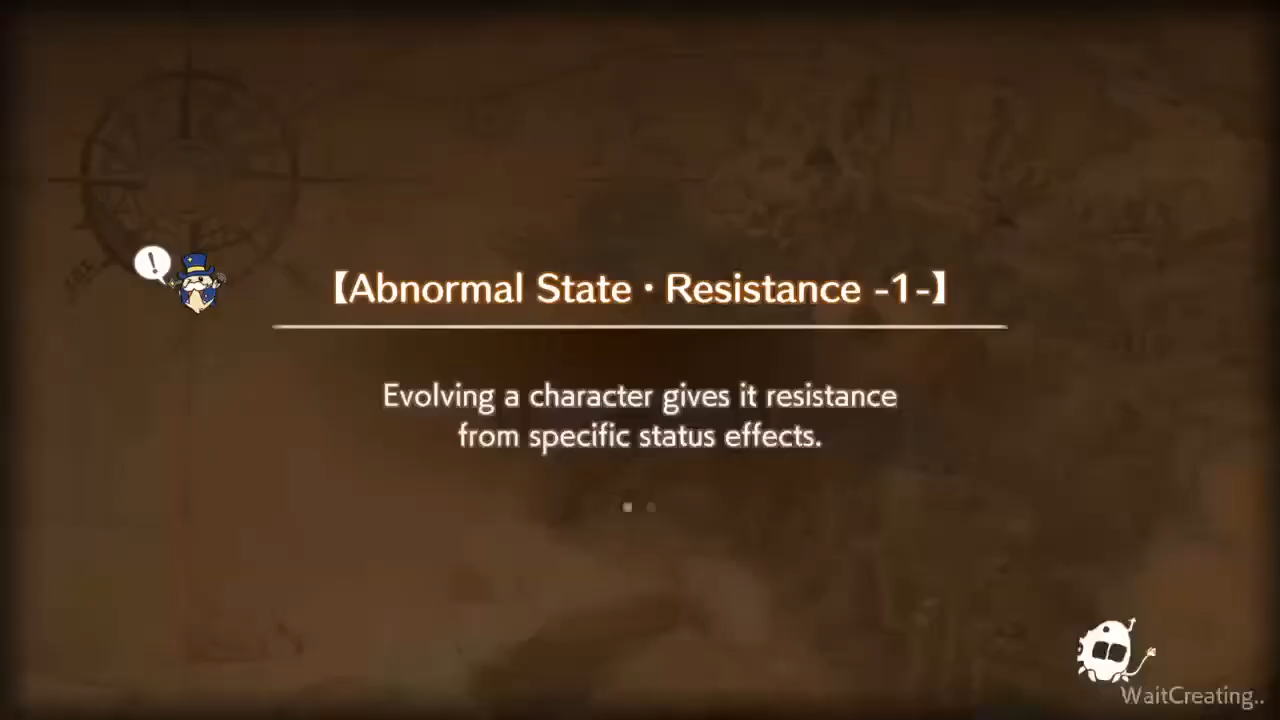 !
【Abnormal State・Resistance -1-】
Evolving a character gives it resistance
from specific status effects.
WaitCreating..